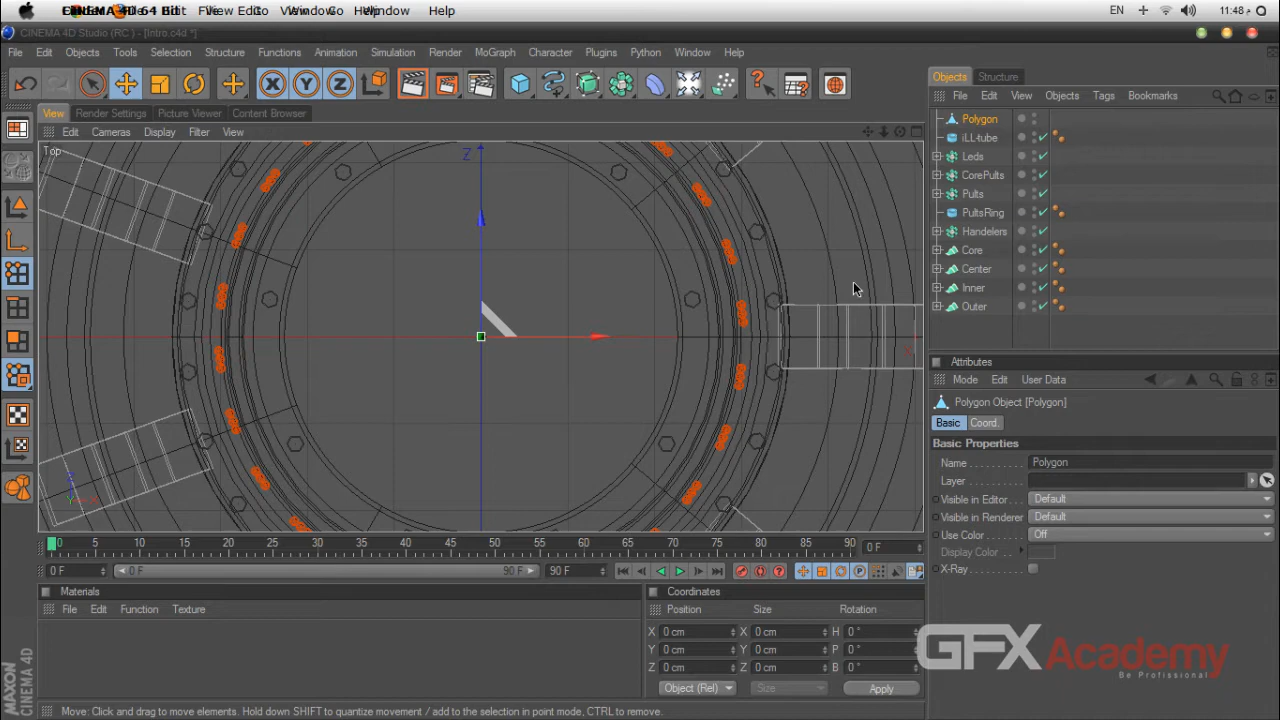 CINEMA 4D 64 Bit File View Edit Go View Window Go Help Window Help
EN
11:48 م
CINEMA 4D Studio (RC ) - [Intro.c4d *]
File Edit Objects Tools Selection Structure Functions Animation Simulation Render MoGraph Character Plugins Python Window Help
X Y Z
View Render Settings Picture Viewer Content Browser
Edit Cameras Display Filter View
Top
Z
X
Z
Y
X
Objects Structure
File Edit View Objects Tags Bookmarks
Polygon
iLL-tube
Leds
CorePults
Pults
PultsRing
Handelers
Core
Center
Inner
Outer
Attributes
Mode Edit User Data
Polygon Object [Polygon]
Basic Coord.
Basic Properties
Name Polygon
Layer
Visible in Editor Default
Visible in Renderer Default
Use Color Off
Display Color
X-Ray
0 5 10 15 20 25 30 35 40 45 50 55 60 65 70 75 80 85 90 0 F
0 F 0 F 90 F 90 F
Materials
File Edit Function Texture
Coordinates
Position Size Rotation
X 0 cm X 0 cm H 0 °
Y 0 cm Y 0 cm P 0 °
Z 0 cm Z 0 cm B 0 °
Object (Rel) Size Apply
GFX Academy
Be Profissional
MAXON
CINEMA 4D
Move: Click and drag to move elements. Hold down SHIFT to quantize movement / add to the selection in point mode, CTRL to remove.